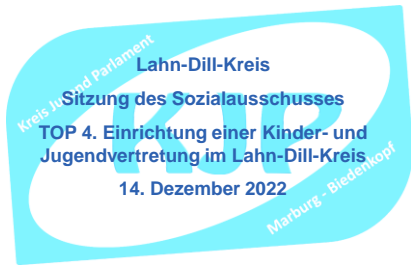 Kreis Jugend Parlament
Lahn-Dill-Kreis
Sitzung des Sozialausschusses
TOP 4. Einrichtung einer Kinder- und
Jugendvertretung im Lahn-Dill-Kreis
14. Dezember 2022
KJP
Marburg - Biedenkopf